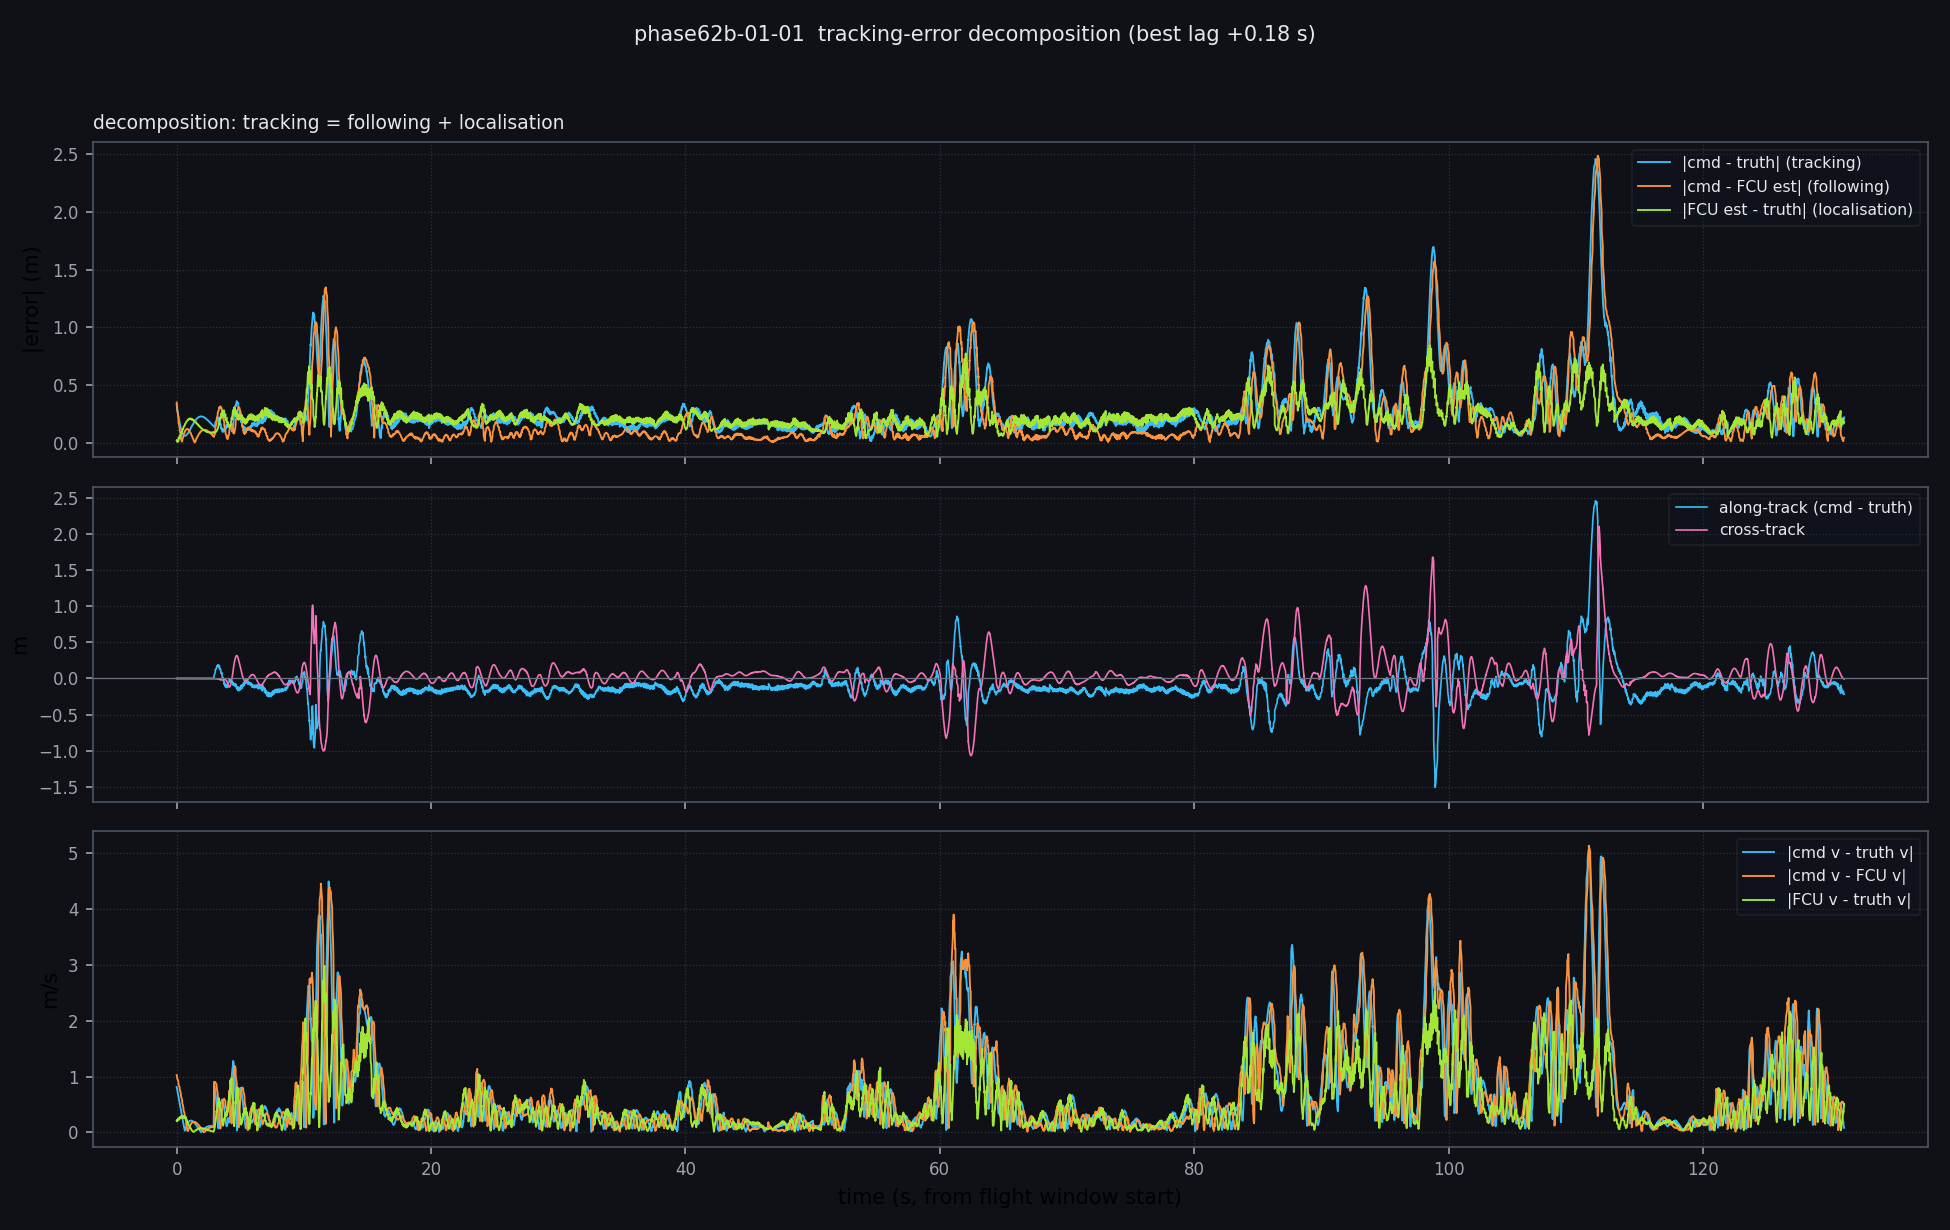 phase62b-01-01  tracking-error decomposition (best lag +0.18 s)
decomposition: tracking = following + localisation
|error| (m)
2.5
2.0
1.5
1.0
0.5
0.0
|cmd - truth| (tracking)
|cmd - FCU est| (following)
|FCU est - truth| (localisation)
m
2.5
2.0
1.5
1.0
0.5
0.0
−0.5
−1.0
−1.5
along-track (cmd - truth)
cross-track
m/s
5
4
3
2
1
0
|cmd v - truth v|
|cmd v - FCU v|
|FCU v - truth v|
0 20 40 60 80 100 120
time (s, from flight window start)